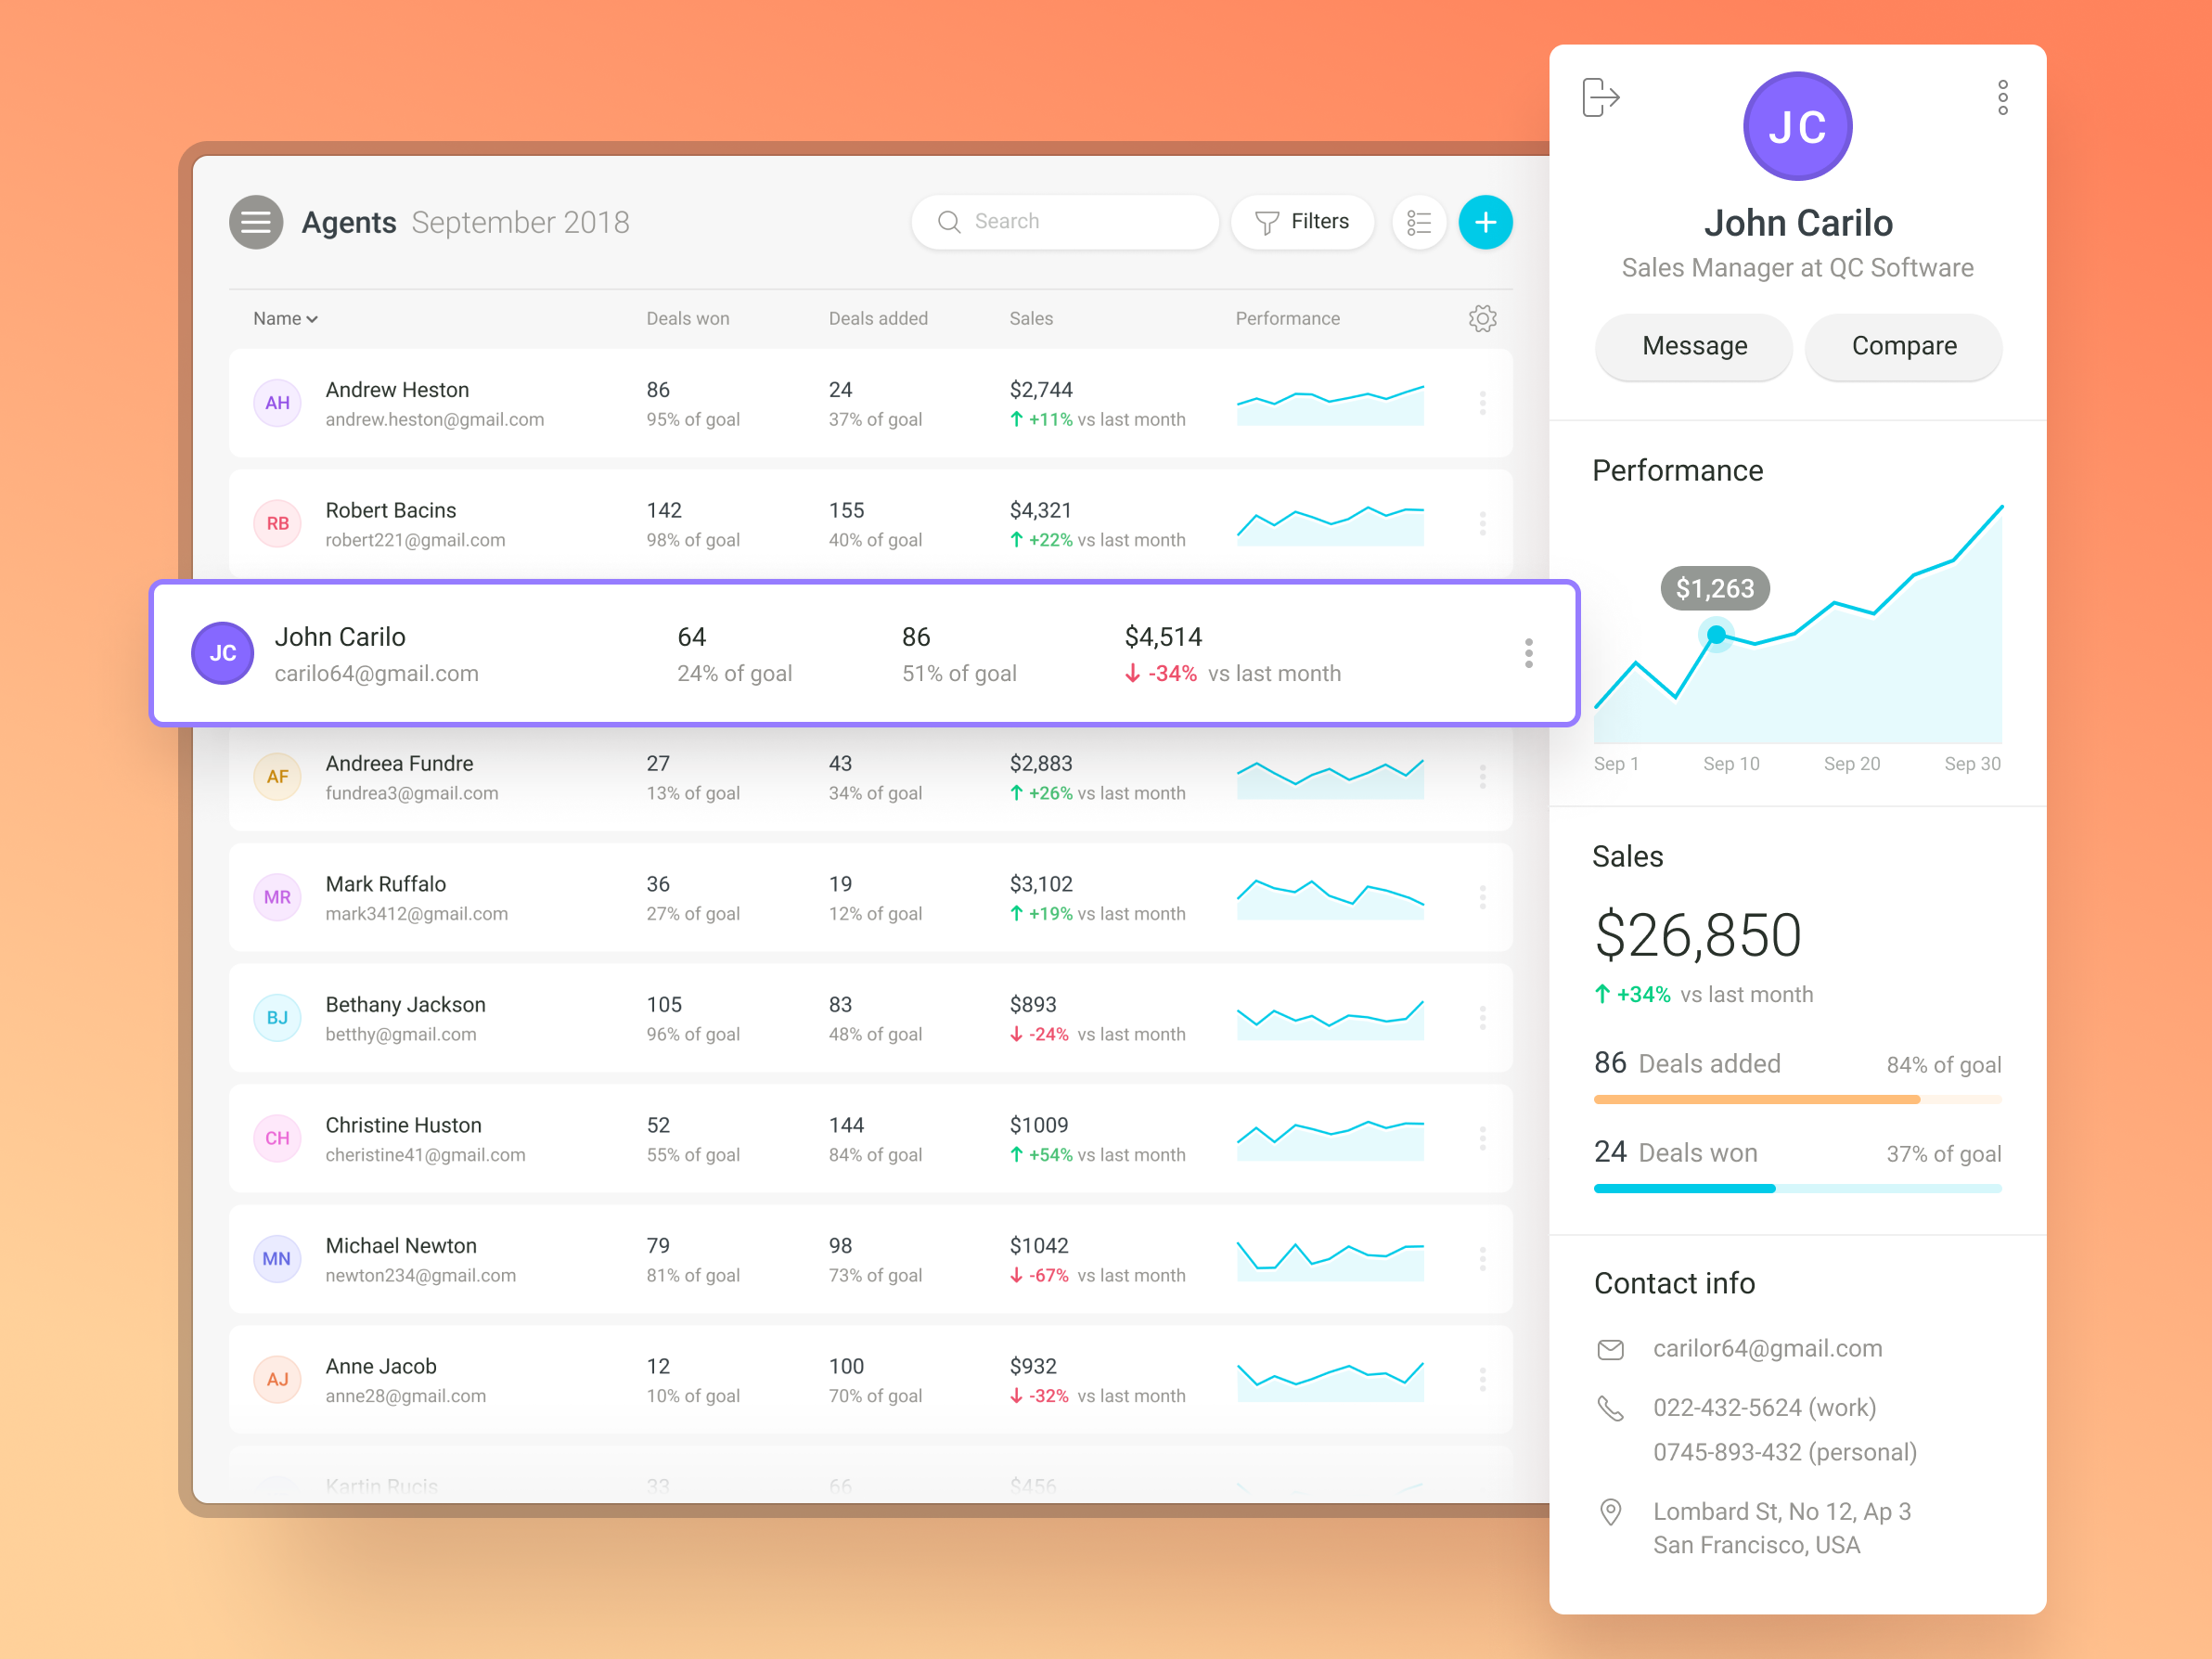 Agents September 2018
Search
Filters
Name
Deals won
Deals added
Sales
Performance
AH
Andrew Heston
andrew.heston@gmail.com
86
95% of goal
24
37% of goal
$2,744
+11% vs last month
RB
Robert Bacins
robert221@gmail.com
142
98% of goal
155
40% of goal
$4,321
+22% vs last month
JC
John Carilo
carilo64@gmail.com
64
24% of goal
86
51% of goal
$4,514
-34% vs last month
AF
Andreea Fundre
fundrea3@gmail.com
27
13% of goal
43
34% of goal
$2,883
+26% vs last month
MR
Mark Ruffalo
mark3412@gmail.com
36
27% of goal
19
12% of goal
$3,102
+19% vs last month
BJ
Bethany Jackson
betthy@gmail.com
105
96% of goal
83
48% of goal
$893
-24% vs last month
CH
Christine Huston
cheristine41@gmail.com
52
55% of goal
144
84% of goal
$1009
+54% vs last month
MN
Michael Newton
newton234@gmail.com
79
81% of goal
98
73% of goal
$1042
-67% vs last month
AJ
Anne Jacob
anne28@gmail.com
12
10% of goal
100
70% of goal
$932
-32% vs last month
Kartin Rucis
33
66
$456
JC
John Carilo
Sales Manager at QC Software
Message
Compare
Performance
$1,263
Sep 1
Sep 10
Sep 20
Sep 30
Sales
$26,850
+34% vs last month
86 Deals added
84% of goal
24 Deals won
37% of goal
Contact info
carilor64@gmail.com
022-432-5624 (work)
0745-893-432 (personal)
Lombard St, No 12, Ap 3
San Francisco, USA